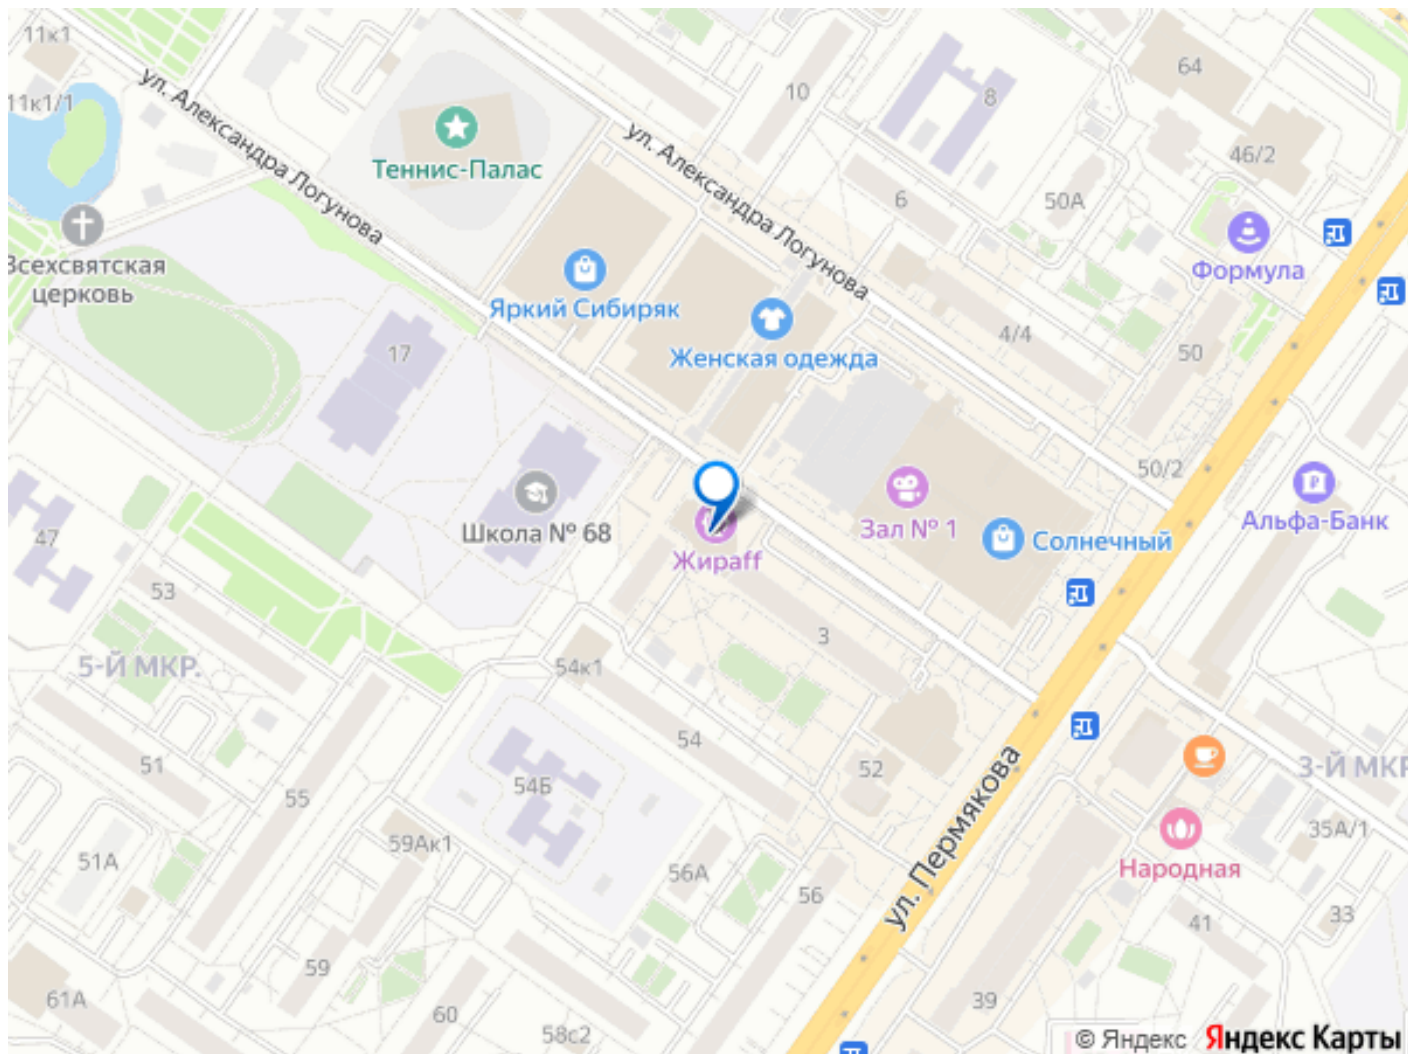 11к1
11к1/1
ул. Александра Логунова
Теннис-Палас
10
8
64
46/2
ул. Александра Логунова
6
50А
Формула
Всехсвятская
церковь
Яркий Сибиряк
Женская одежда
4/4
50
17
50/2
47
Школа № 68
Жираff
Зал № 1
Солнечный
Альфа-Банк
53
5-Й МКР.
54к1
3
51
55
54
54Б
52
3-Й МКР
51А
59Ак1
56А
56
ул. Пермякова
Народная
35А/1
41
33
59
61А
60
58с2
39
© Яндекс Яндекс Карты